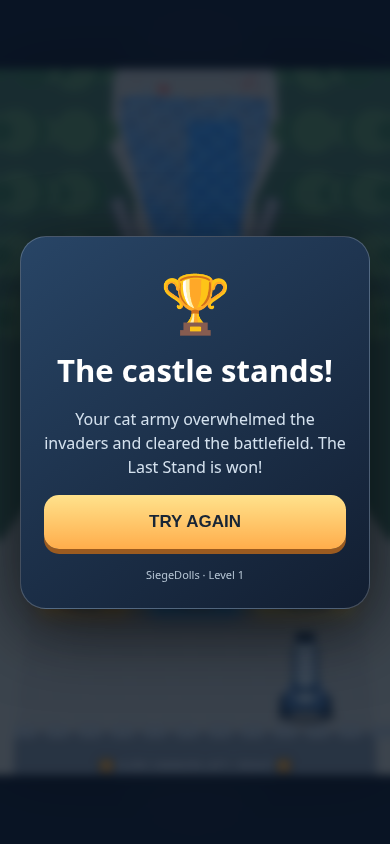 The castle stands!
Your cat army overwhelmed the
invaders and cleared the battlefield. The
Last Stand is won!
TRY AGAIN
SiegeDolls · Level 1